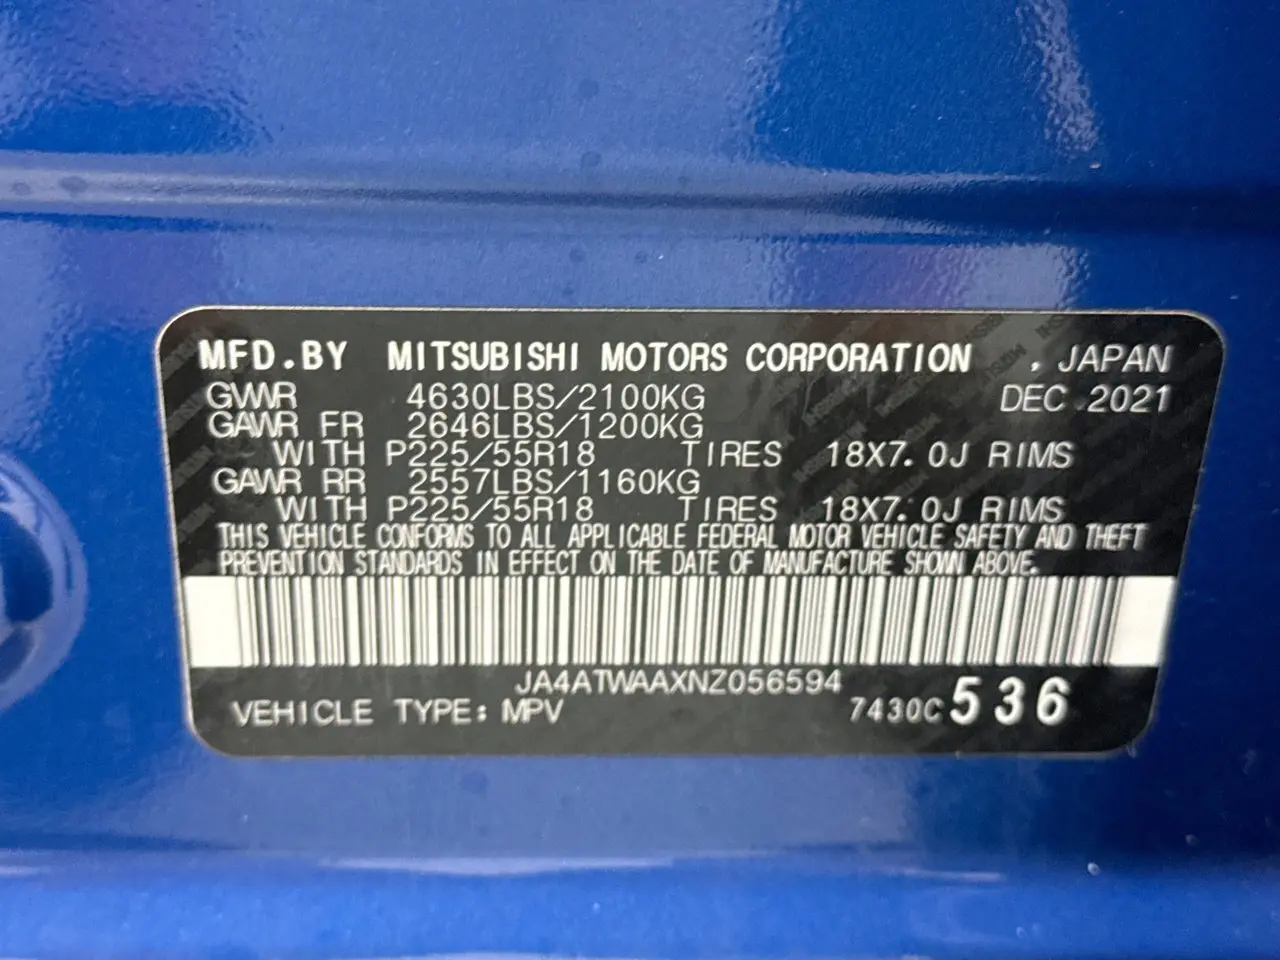 MFD.BY MITSUBISHI MOTORS CORPORATION , JAPAN
GVWR 4630LBS/2100KG DEC 2021
GAWR FR 2646LBS/1200KG
WITH P225/55R18 TIRES 18X7.0J RIMS
GAWR RR 2557LBS/1160KG
WITH P225/55R18 TIRES 18X7.0J RIMS
THIS VEHICLE CONFORMS TO ALL APPLICABLE FEDERAL MOTOR VEHICLE SAFETY AND THEFT
PREVENTION STANDARDS IN EFFECT ON THE DATE OF MANUFACTURE SHOWN ABOVE.
JA4ATWAAXNZ056594
VEHICLE TYPE: MPV 7430C 536